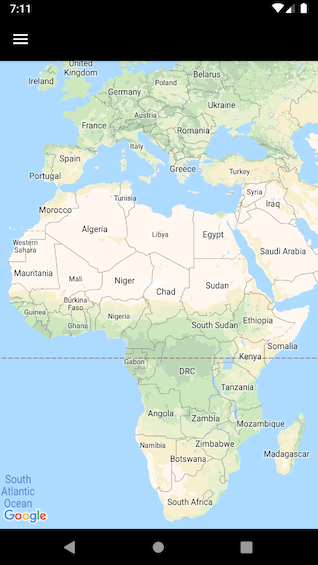 7:11
United
Kingdom
Ireland
Poland
Belarus
Germany
Ukraine
Austria
France
Romania
Italy
Spain
Greece
Turkey
Portugal
Syria
Tunisia
Iraq
Morocco
Algeria
Libya
Egypt
Western
Sahara
Saudi Arabia
Mauritania
Mali
Niger
Chad
Sudan
Burkina
Faso
Guinea
Nigeria
Ethiopia
Ghana
South Sudan
Somalia
Gabon
Kenya
DRC
Tanzania
Angola
Zambia
Mozambique
Namibia
Zimbabwe
Madagascar
Botswana
South
Atlantic
Ocean
South Africa
Google